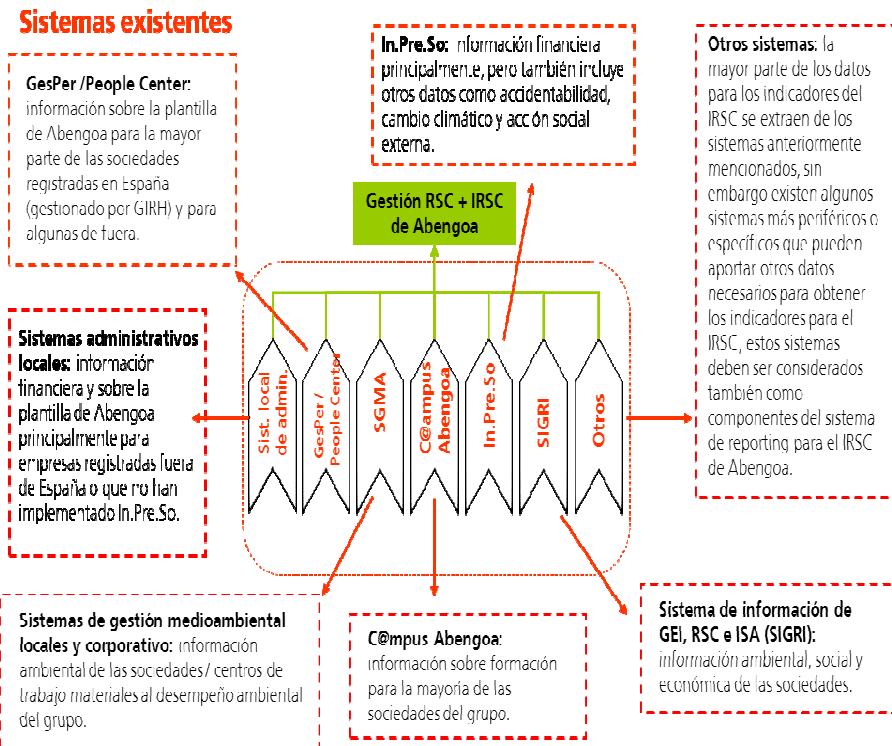 Sistemas existentes
GesPer /People Center:
información sobre la plantilla
de Abengoa para la mayor
parte de las sociedades
registradas en España
(gestionado por GIRH) y para
algunas de fuera.
In.Pre.So: información financiera
principalmente, pero también incluye
otros datos como accidentabilidad,
cambio climático y acción social
externa.
Otros sistemas: la
mayor parte de los datos
para los indicadores del
IRSC se extraen de los
sistemas anteriormente
mencionados, sin
embargo existen algunos
sistemas más periféricos o
específicos que pueden
aportar otros datos
necesarios para obtener
los indicadores para el
IRSC, estos sistemas
deben ser considerados
también como
componentes del sistema
de reporting para el IRSC
de Abengoa.
Gestión RSC + IRSC
de Abengoa
Sistemas administrativos
locales: información
financiera y sobre la
plantilla de Abengoa
principalmente para
empresas registradas fuera
de España o que no han
implementado In.Pre.So.
Sist. local
de admin.
GesPer /
People Center
SGMA
C@ampus
Abengoa
In.Pre.So
SIGRI
Otros
Sistemas de gestión medioambiental
locales y corporativo: información
ambiental de las sociedades / centros de
trabajo materiales al desempeño ambiental
del grupo.
C@mpus Abengoa:
información sobre formación
para la mayoría de las
sociedades del grupo.
Sistema de información de
GEI, RSC e ISA (SIGRI):
información ambiental, social y
económica de las sociedades.